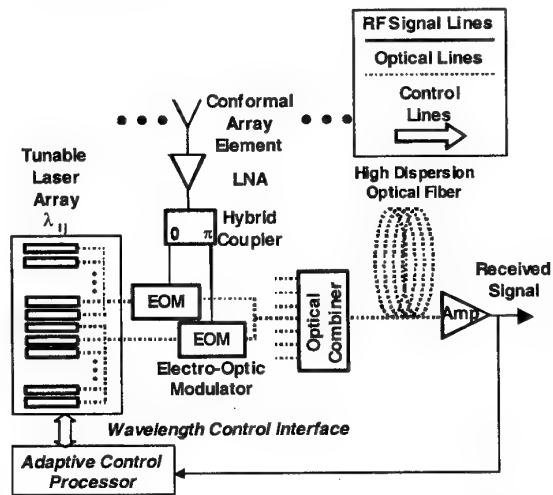 RF Signal Lines
Optical Lines
Control
Lines
Conformal
Array
Element
Tunable
Laser
Array
λ ij
LNA
High Dispersion
Optical Fiber
Hybrid
Coupler
0 π
Received
Signal
EOM
EOM
Optical
Combiner
Amp
Electro-Optic
Modulator
Wavelength Control Interface
Adaptive Control
Processor